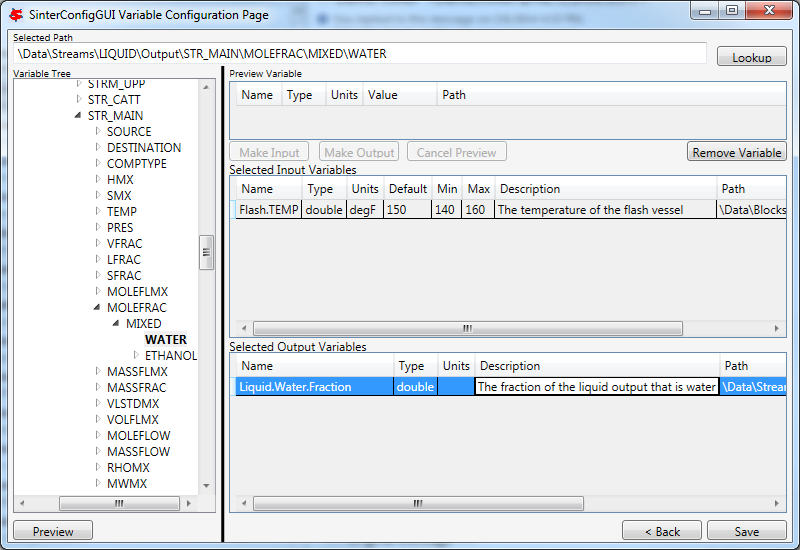 SinterConfigGUI Variable Configuration Page
Selected Path
\Data\Streams\LIQUID\Output\STR_MAIN\MOLEFRAC\MIXED\WATER
Lookup
Variable Tree
STRM_UPP
STR_CATT
STR_MAIN
SOURCE
DESTINATION
COMPTYPE
HMX
SMX
TEMP
PRES
VFRAC
LFRAC
SFRAC
MOLEFLMX
MOLEFRAC
MIXED
WATER
ETHANOL
MASSFLMX
MASSFRAC
VLSTDMX
VOLFLMX
MOLEFLOW
MASSFLOW
RHOMX
MWMX
Preview
Preview Variable
Name Type Units Value Path
Make Input Make Output Cancel Preview Remove Variable
Selected Input Variables
Name Type Units Default Min Max Description Path
Flash.TEMP double degF 150 140 160 The temperature of the flash vessel \Data\Blocks
Selected Output Variables
Name Type Units Description Path
Liquid.Water.Fraction double The fraction of the liquid output that is water \Data\Strear
< Back Save